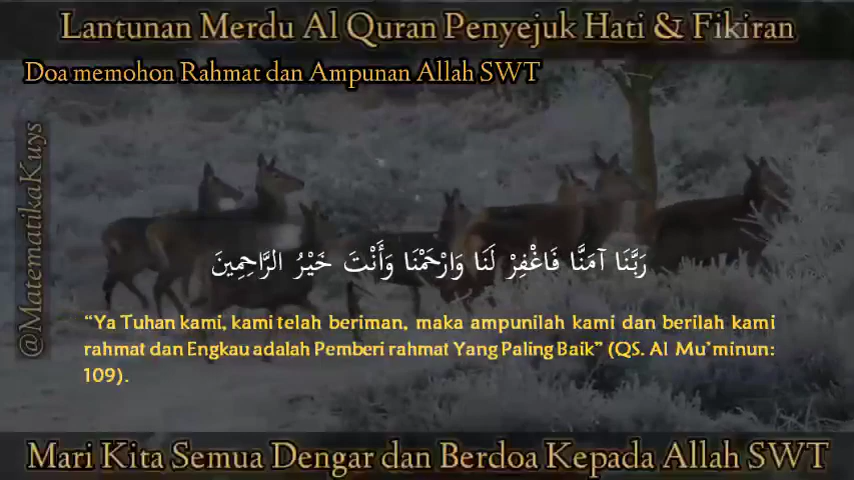 Lantunan Merdu Al Quran Penyejuk Hati & Fikiran
Doa memohon Rahmat dan Ampunan Allah SWT
@MatematikaKuys
رَبَّنَا آمَنَّا فَاغْفِرْ لَنَا وَارْحَمْنَا وَأَنْتَ خَيْرُ الرَّاحِمِينَ
“Ya Tuhan kami, kami telah beriman, maka ampunilah kami dan berilah kami
rahmat dan Engkau adalah Pemberi rahmat Yang Paling Baik” (QS. Al Mu’minun:
109).
Mari Kita Semua Dengar dan Berdoa Kepada Allah SWT